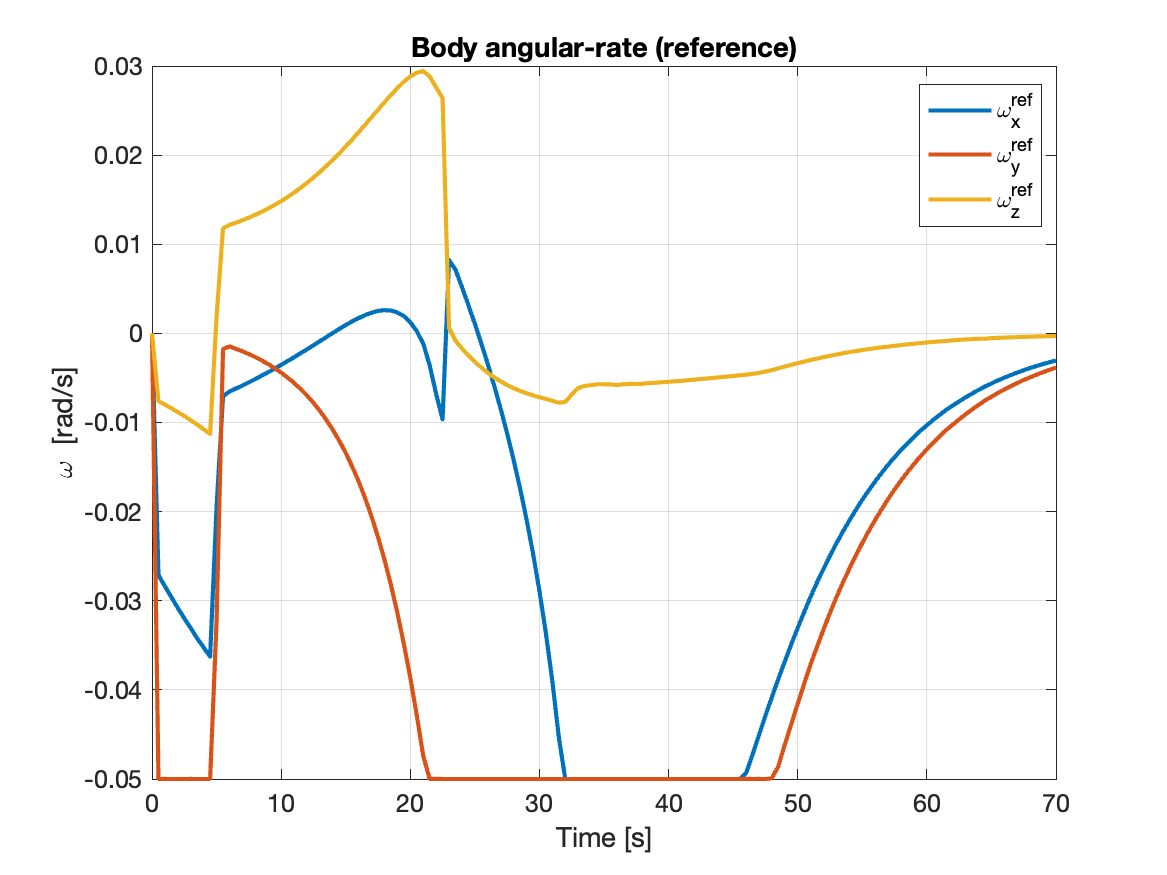 Body angular-rate (reference)
ω [rad/s]
0.03
0.02
0.01
0
-0.01
-0.02
-0.03
-0.04
-0.05
0 10 20 30 40 50 60 70
Time [s]
ω_x^ref
ω_y^ref
ω_z^ref